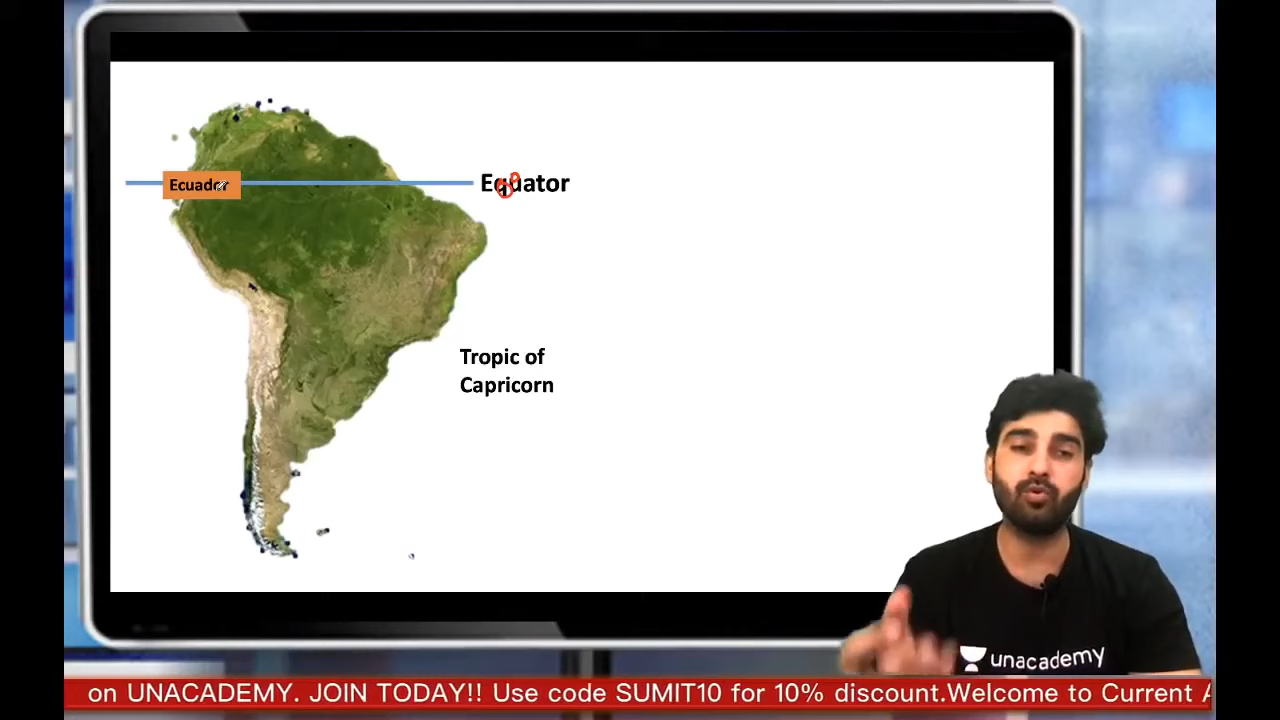 Ecuador
Equator
0°
Tropic of
Capricorn
unacademy
on UNACADEMY. JOIN TODAY!! Use code SUMIT10 for 10% discount.Welcome to Current A